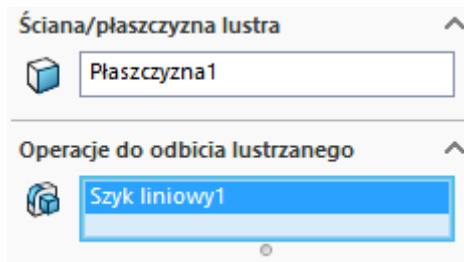 Ściana/płaszczyzna lustra
Płaszczyzna1
Operacje do odbicia lustrzanego
Szyk liniowy1